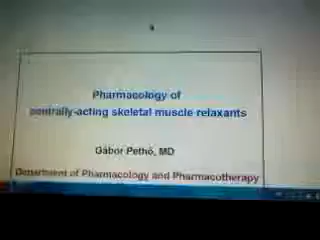 Pharmacology of
centrally-acting skeletal muscle relaxants
Gábor Pethő, MD
Department of Pharmacology and Pharmacotherapy